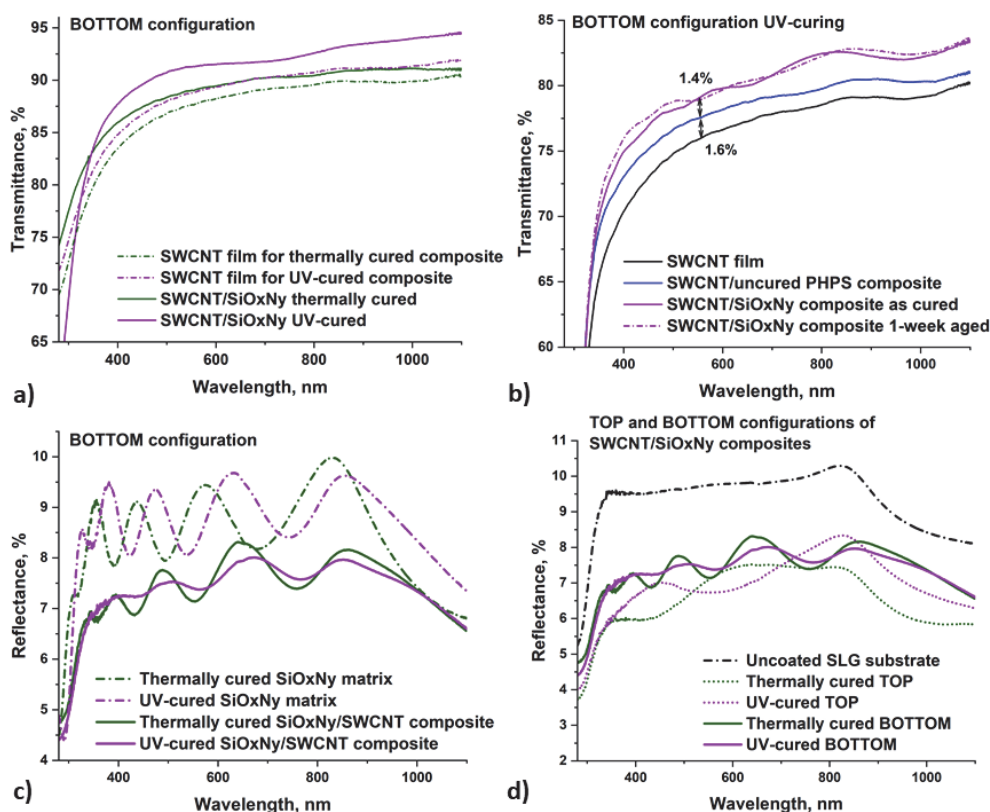 BOTTOM configuration
95
90
85
80
75
70
65
Transmittance, %
SWCNT film for thermally cured composite
SWCNT film for UV-cured composite
SWCNT/SiOxNy thermally cured
SWCNT/SiOxNy UV-cured
400 600 800 1000
Wavelength, nm
a)
BOTTOM configuration UV-curing
85
80
75
70
65
60
Transmittance, %
1.4%
1.6%
SWCNT film
SWCNT/uncured PHPS composite
SWCNT/SiOxNy composite as cured
SWCNT/SiOxNy composite 1-week aged
400 600 800 1000
Wavelength, nm
b)
BOTTOM configuration
10
9
8
7
6
5
4
Reflectance, %
Thermally cured SiOxNy matrix
UV-cured SiOxNy matrix
Thermally cured SiOxNy/SWCNT composite
UV-cured SiOxNy/SWCNT composite
400 600 800 1000
Wavelength, nm
c)
TOP and BOTTOM configurations of
SWCNT/SiOxNy composites
11
10
9
8
7
6
5
4
3
2
Reflectance, %
Uncoated SLG substrate
Thermally cured TOP
UV-cured TOP
Thermally cured BOTTOM
UV-cured BOTTOM
400 600 800 1000
Wavelength, nm
d)